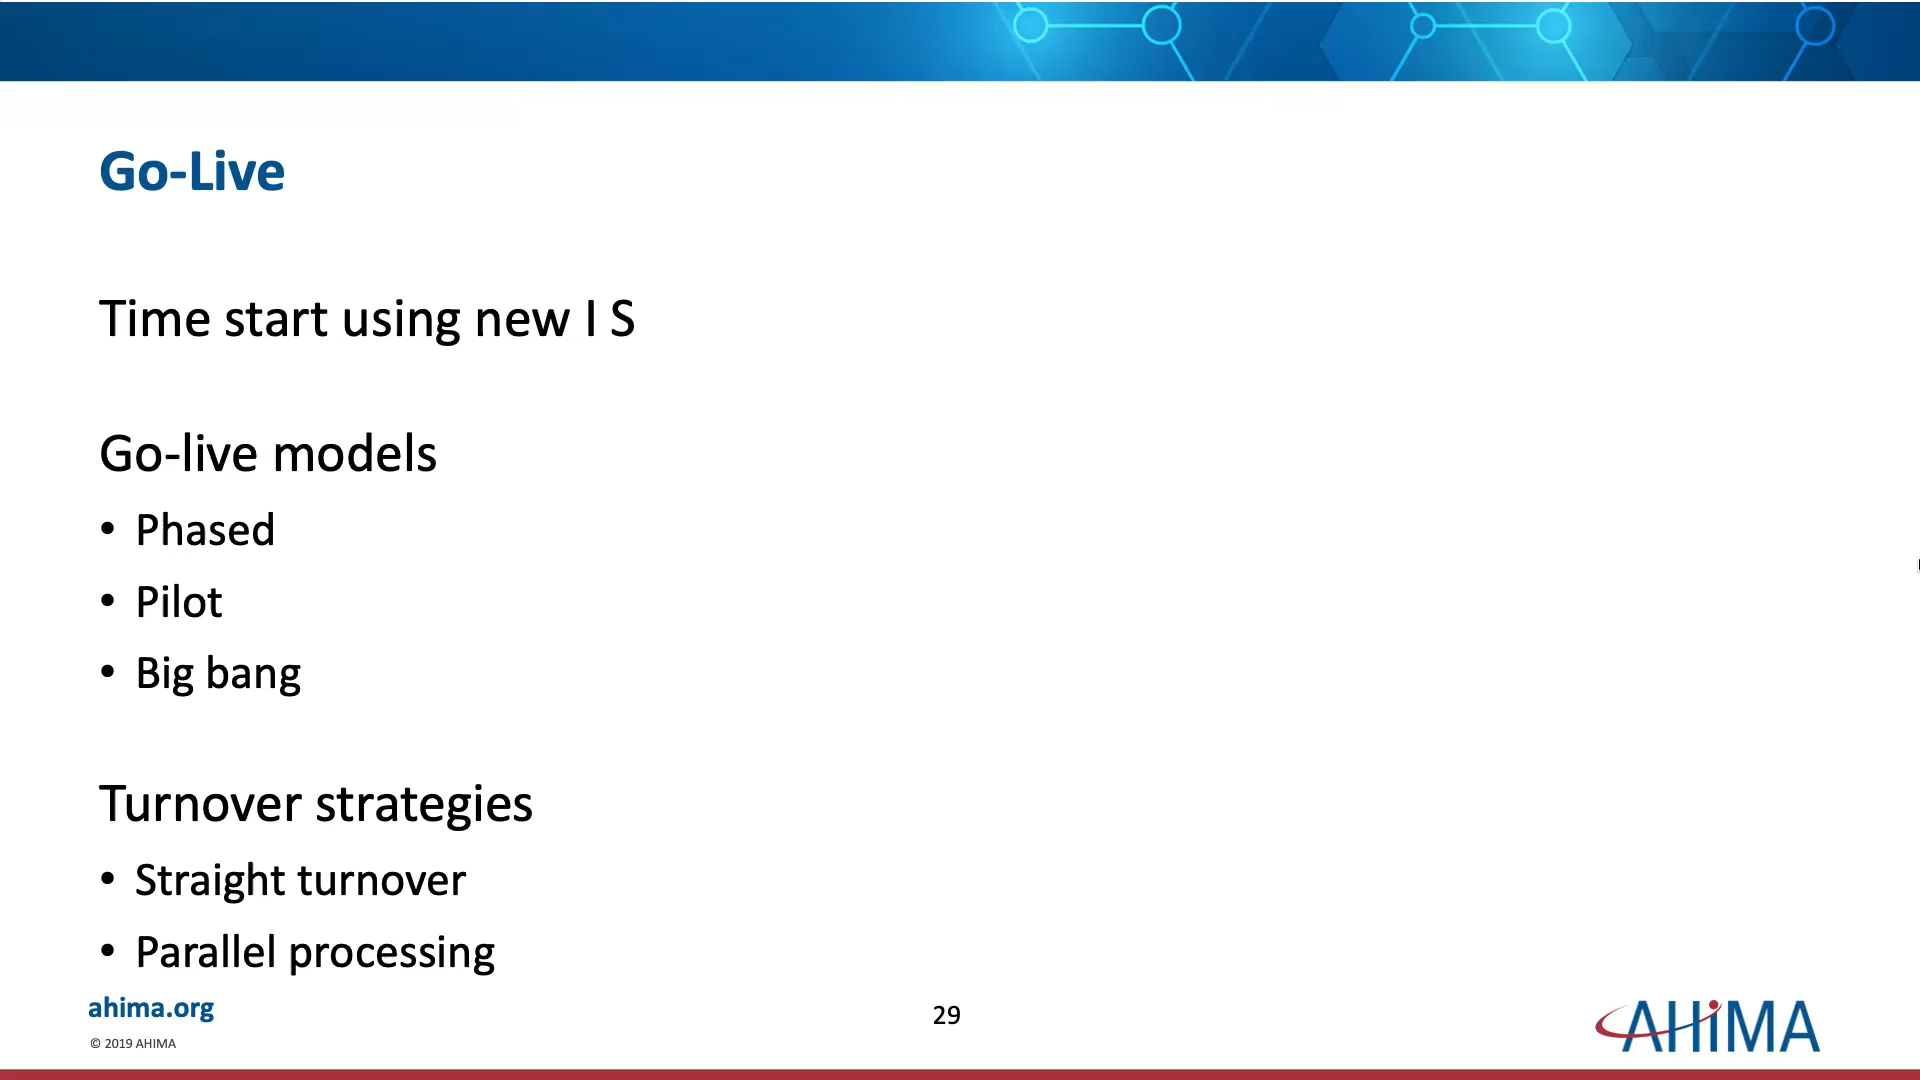 Go-Live
Time start using new I S
Go-live models
• Phased
• Pilot
• Big bang
Turnover strategies
• Straight turnover
• Parallel processing
ahima.org
29
© 2019 AHIMA
AHiMA